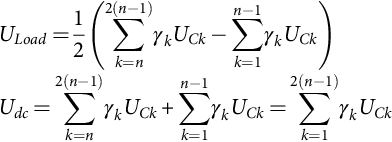 U_{Load} = \frac{1}{2} \left( \sum_{k=n}^{2(n-1)} \gamma_k U_{Ck} - \sum_{k=1}^{n-1} \gamma_k U_{Ck} \right)
U_{dc} = \sum_{k=n}^{2(n-1)} \gamma_k U_{Ck} + \sum_{k=1}^{n-1} \gamma_k U_{Ck} = \sum_{k=1}^{2(n-1)} \gamma_k U_{Ck}